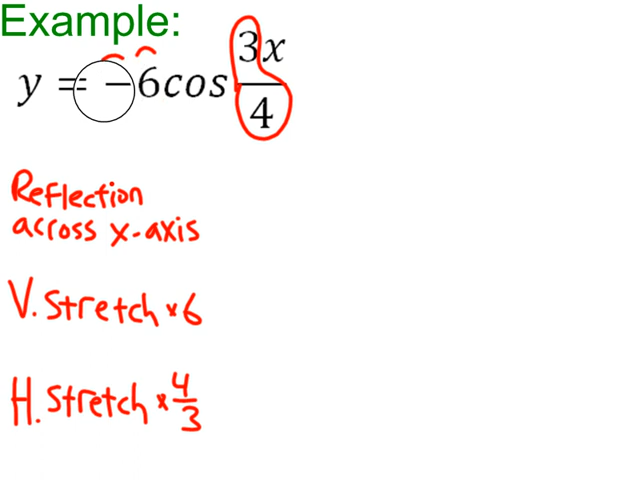 Example:
y = −6cos 3x/4
Reflection
across x-axis
V. Stretch × 6
H. Stretch × 4/3